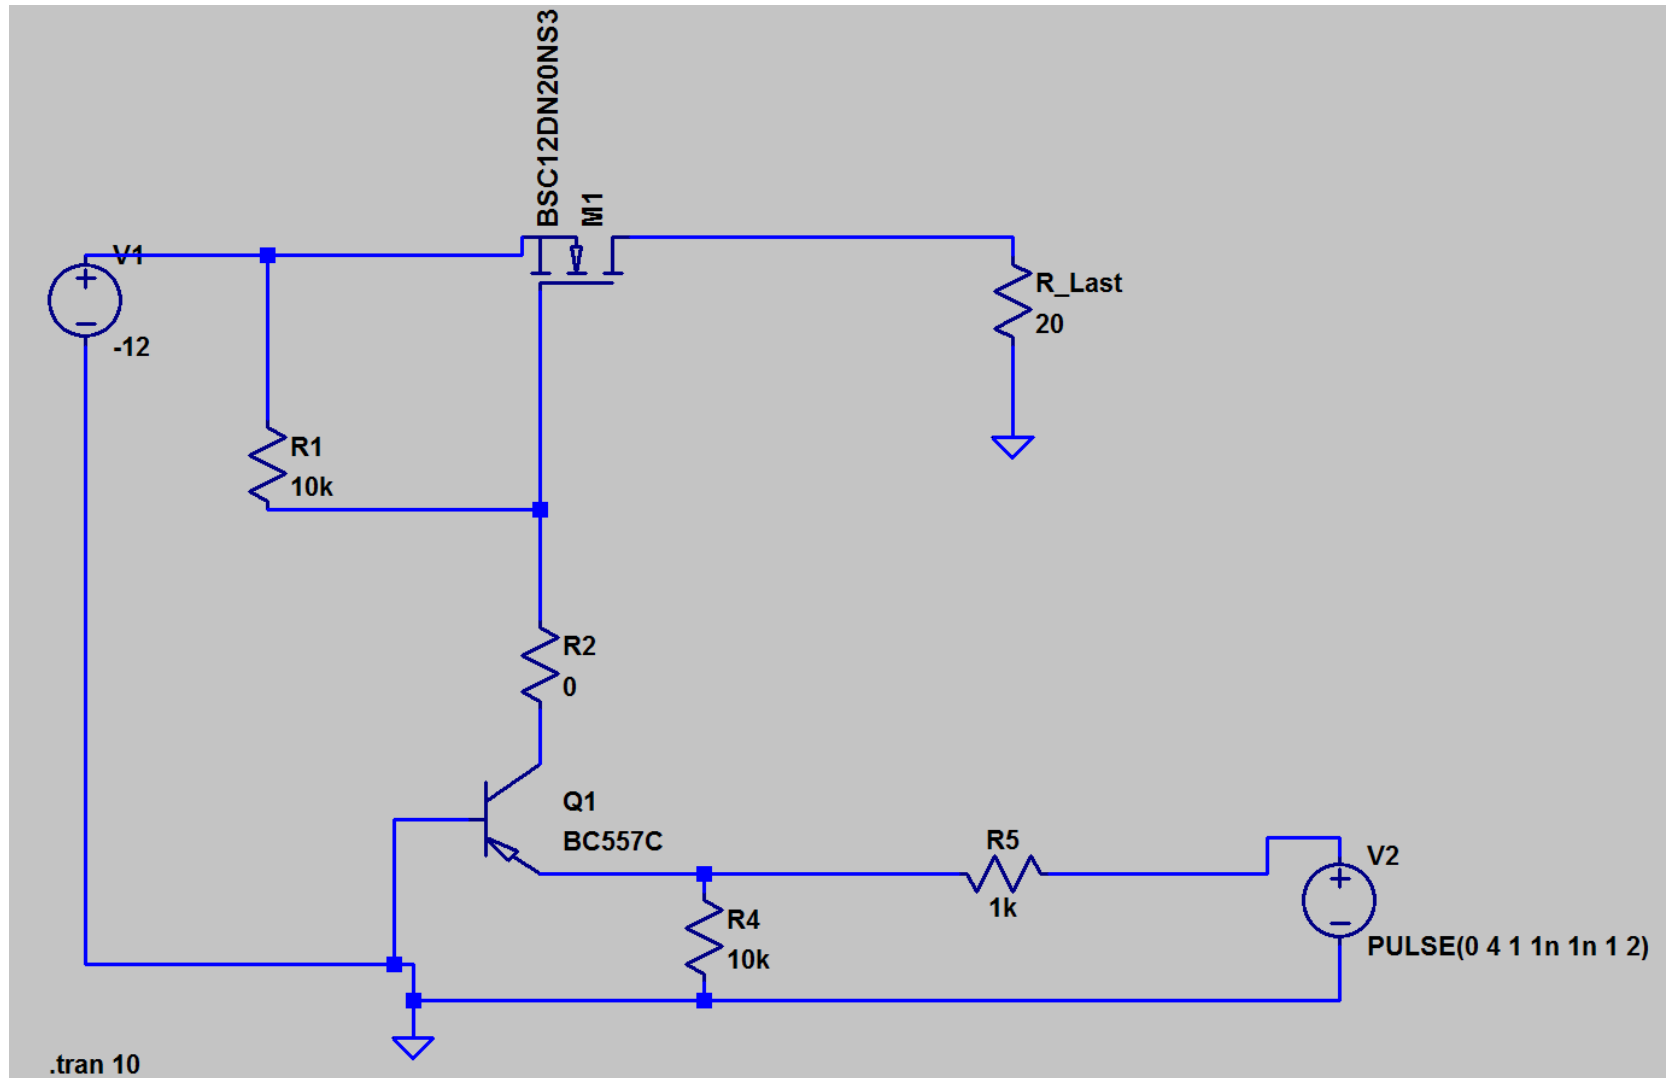 BSC12DN20NS3
M1
V1
-12
R_Last
20
R1
10k
R2
0
Q1
BC557C
R5
1k
V2
R4
10k
PULSE(0 4 1 1n 1n 1 2)
.tran 10